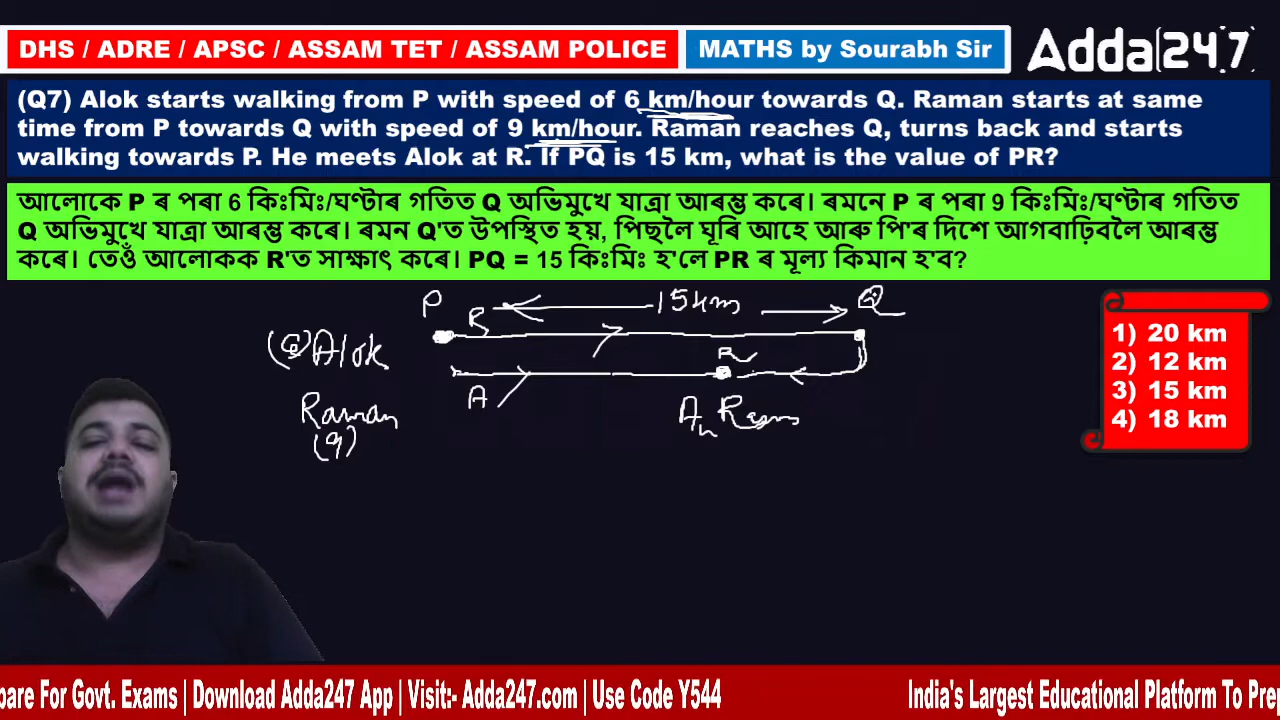 DHS / ADRE / APSC / ASSAM TET / ASSAM POLICE
MATHS by Sourabh Sir
Adda 247
(Q7) Alok starts walking from P with speed of 6 km/hour towards Q. Raman starts at same
time from P towards Q with speed of 9 km/hour. Raman reaches Q, turns back and starts
walking towards P. He meets Alok at R. If PQ is 15 km, what is the value of PR?
আলোকে P ৰ পৰা 6 কিঃমিঃ/ঘণ্টাৰ গতিত Q অভিমুখে যাত্ৰা আৰম্ভ কৰে। ৰমনে P ৰ পৰা 9 কিঃমিঃ/ঘণ্টাৰ গতিত
Q অভিমুখে যাত্ৰা আৰম্ভ কৰে। ৰমন Q'ত উপস্থিত হয়, পিছলৈ ঘূৰি আহে আৰু পি'ৰ দিশে আগবাঢ়িবলৈ আৰম্ভ
কৰে। তেওঁ আলোকক R'ত সাক্ষাৎ কৰে। PQ = 15 কিঃমিঃ হ'লে PR ৰ মূল্য কিমান হ'ব?
P 15km Q
R
Alok R
A
Raman A
(9)
1) 20 km
2) 12 km
3) 15 km
4) 18 km
pare For Govt. Exams | Download Adda247 App | Visit:- Adda247.com | Use Code Y544
India's Largest Educational Platform To Prep